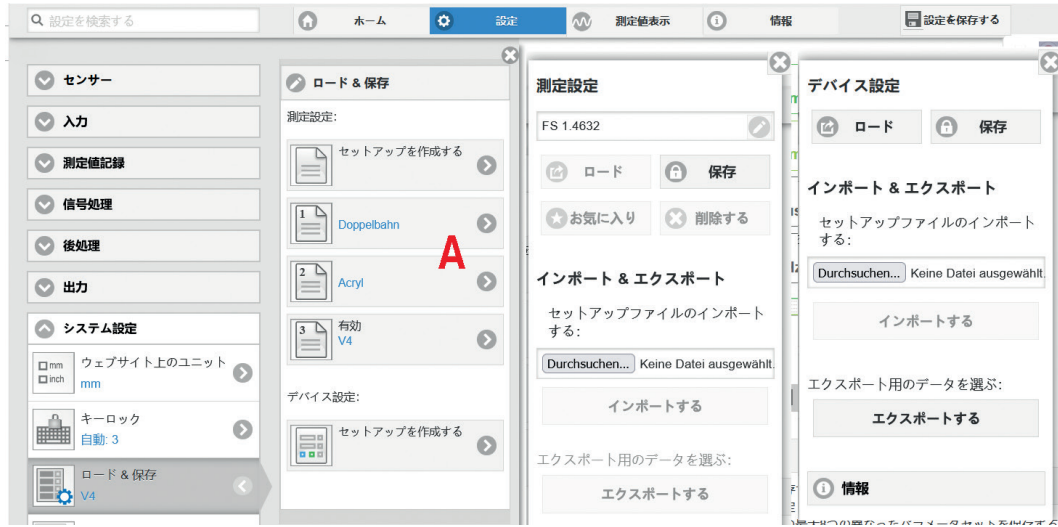 設定を検索する
ホーム
設定
測定値表示
情報
設定を保存する
センサー
入力
測定値記録
信号処理
後処理
出力
システム設定
mm
inch
ウェブサイト上のユニット
mm
キーロック
自動: 3
ロード & 保存
V4
ロード & 保存
測定設定:
セットアップを作成する
1
Doppelbahn
2
Acryl
3
有効
V4
A
デバイス設定:
セットアップを作成する
測定設定
FS 1.4632
ロード
保存
お気に入り
削除する
インポート & エクスポート
セットアップファイルのインポート
する:
Durchsuchen... Keine Datei ausgewählt.
インポートする
エクスポート用のデータを選ぶ:
エクスポートする
デバイス設定
ロード
保存
インポート & エクスポート
セットアップファイルのインポート
する:
Durchsuchen... Keine Datei ausgewählt.
インポートする
エクスポート用のデータを選ぶ:
エクスポートする
情報